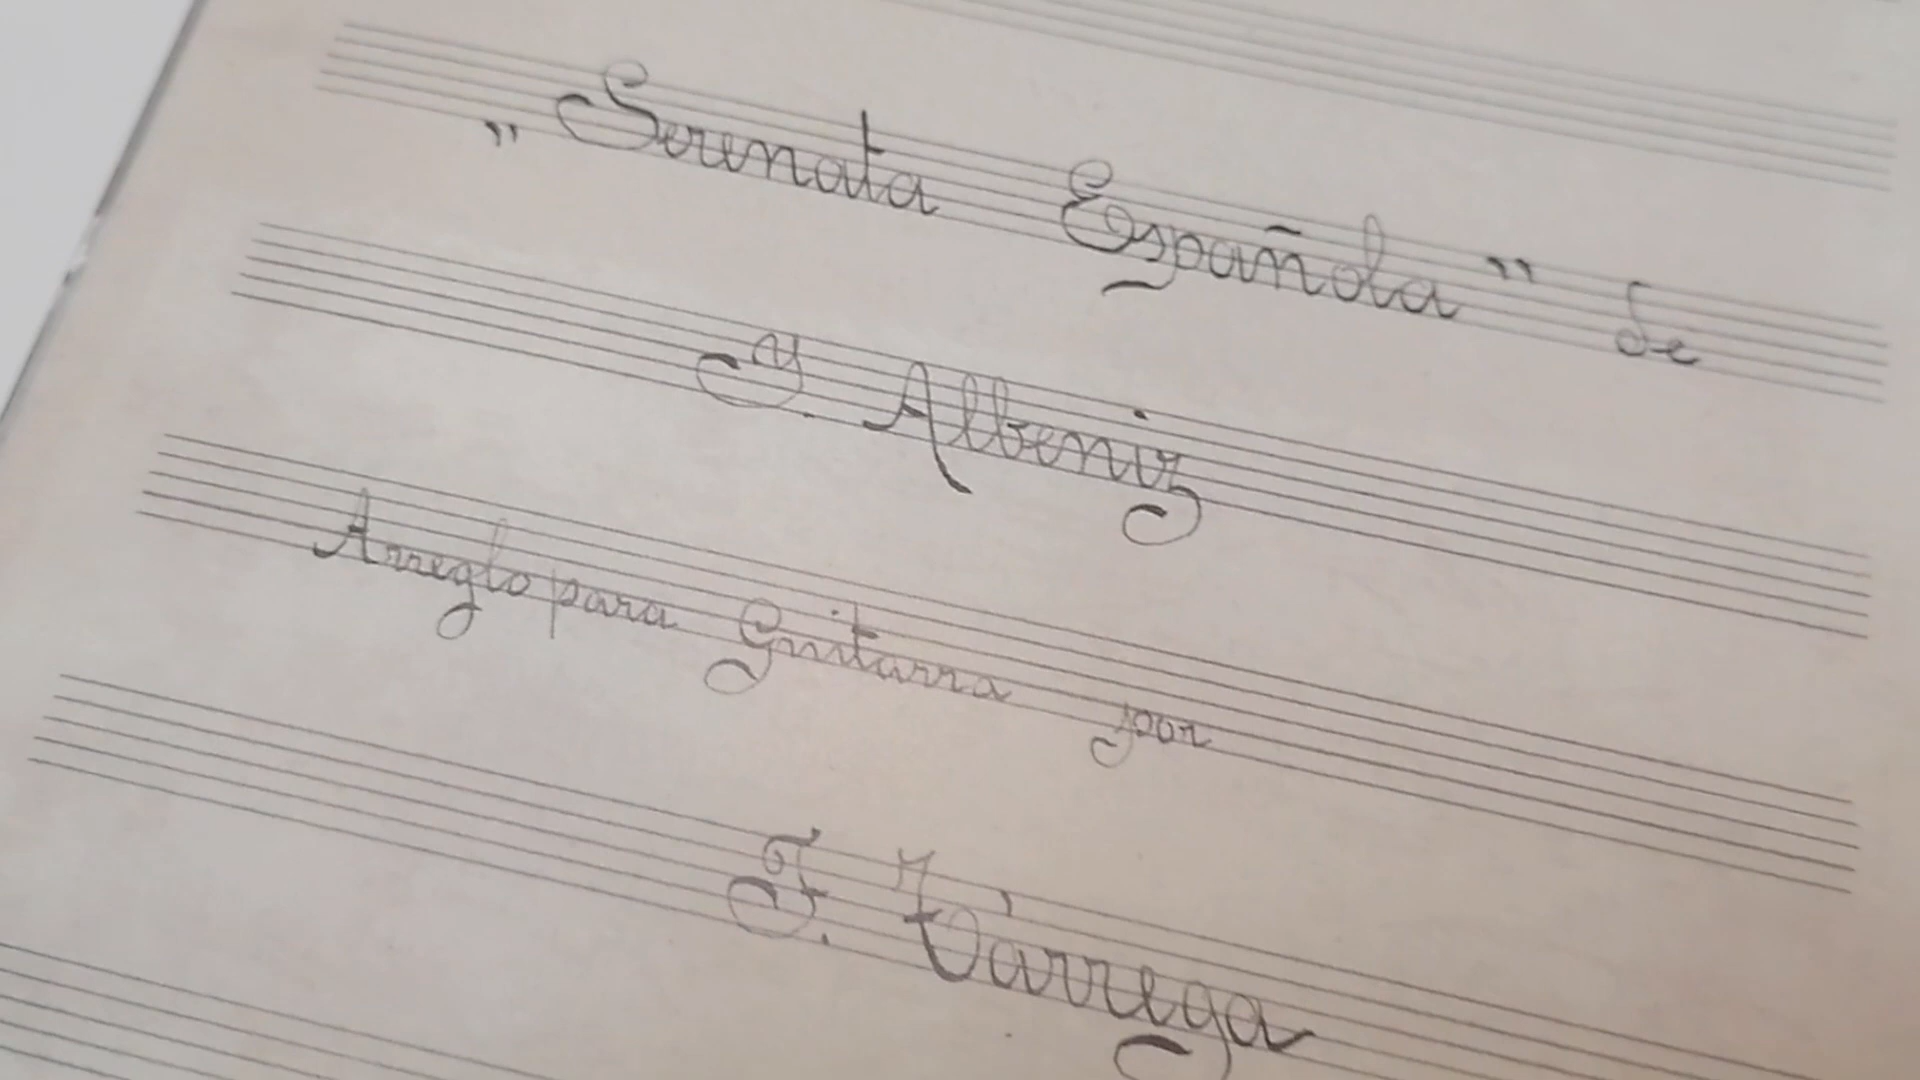 „Serenata Española" de
I. Albeniz
Arreglo para Guitarra por
F. Tárrega